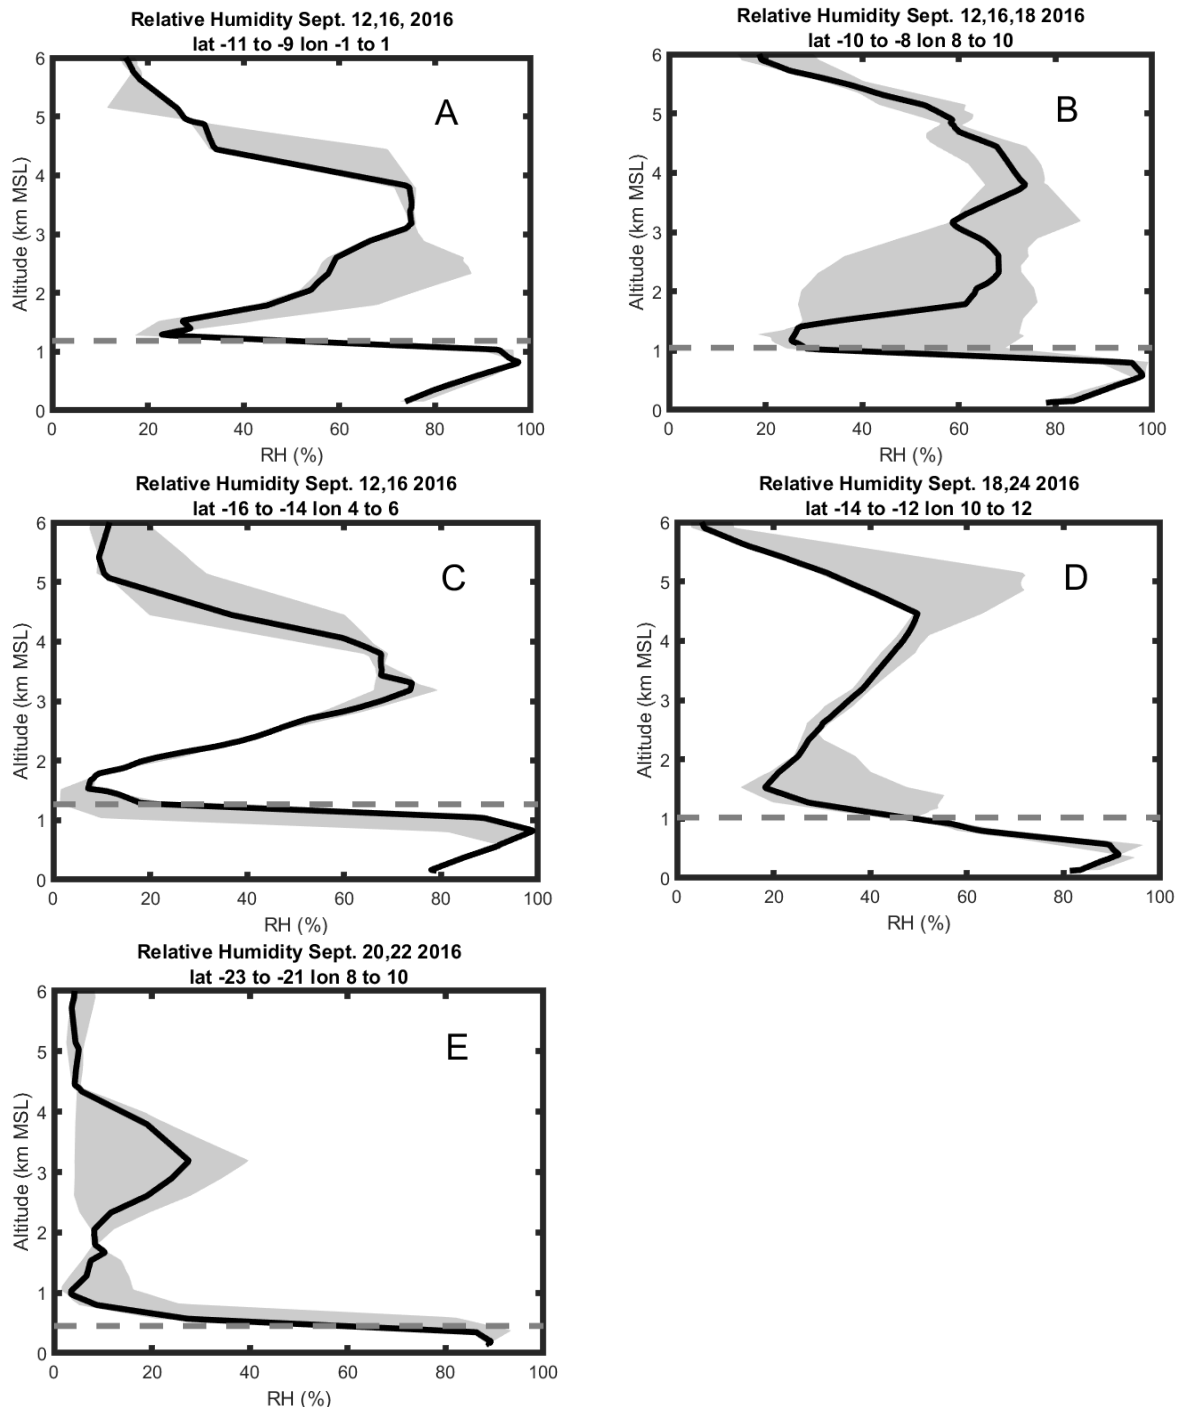 Relative Humidity Sept. 12,16, 2016
lat -11 to -9 lon -1 to 1
A
Altitude (km MSL)
6
5
4
3
2
1
0
0 20 40 60 80 100
RH (%)
Relative Humidity Sept. 12,16,18 2016
lat -10 to -8 lon 8 to 10
B
Altitude (km MSL)
6
5
4
3
2
1
0
0 20 40 60 80 100
RH (%)
Relative Humidity Sept. 12,16 2016
lat -16 to -14 lon 4 to 6
C
Altitude (km MSL)
6
5
4
3
2
1
0
0 20 40 60 80 100
RH (%)
Relative Humidity Sept. 18,24 2016
lat -14 to -12 lon 10 to 12
D
Altitude (km MSL)
6
5
4
3
2
1
0
0 20 40 60 80 100
RH (%)
Relative Humidity Sept. 20,22 2016
lat -23 to -21 lon 8 to 10
E
Altitude (km MSL)
6
5
4
3
2
1
0
0 20 40 60 80 100
RH (%)